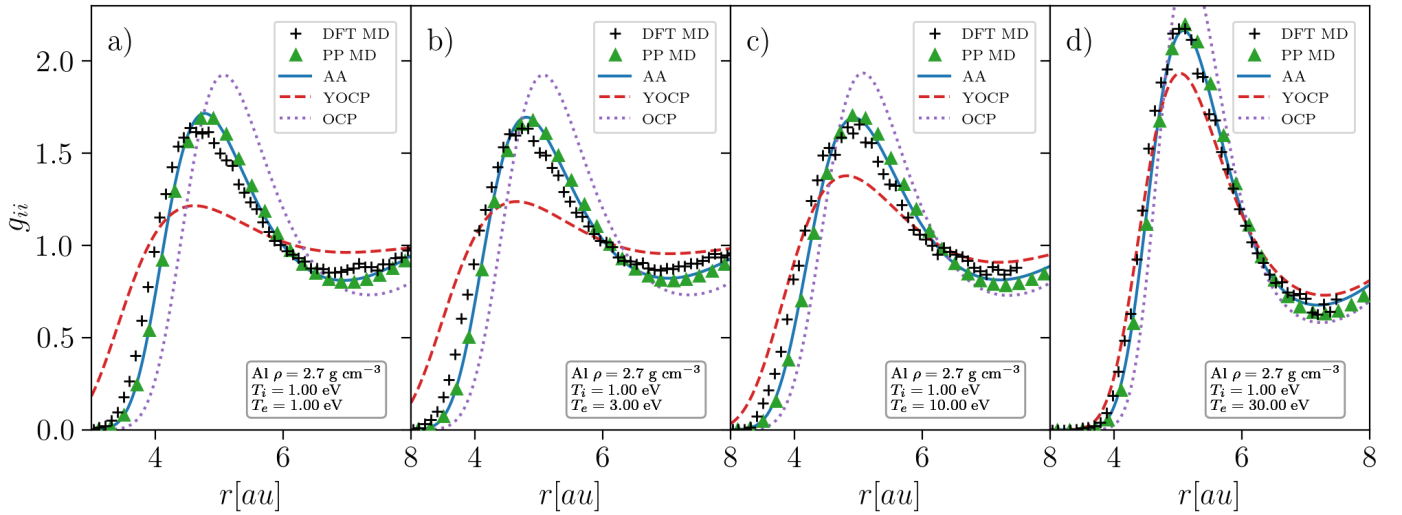 a)
DFT MD
PP MD
AA
YOCP
OCP
Al ρ = 2.7 g cm⁻³
Tᵢ = 1.00 eV
Tₑ = 1.00 eV
b)
DFT MD
PP MD
AA
YOCP
OCP
Al ρ = 2.7 g cm⁻³
Tᵢ = 1.00 eV
Tₑ = 3.00 eV
c)
DFT MD
PP MD
AA
YOCP
OCP
Al ρ = 2.7 g cm⁻³
Tᵢ = 1.00 eV
Tₑ = 10.00 eV
d)
DFT MD
PP MD
AA
YOCP
OCP
Al ρ = 2.7 g cm⁻³
Tᵢ = 1.00 eV
Tₑ = 30.00 eV
gᵢᵢ
2.0
1.5
1.0
0.5
0.0
4 6 8
4 6 8
4 6 8
4 6 8
r[au]
r[au]
r[au]
r[au]